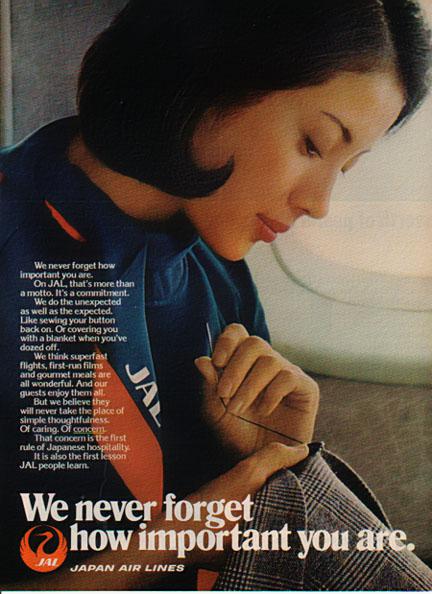 We never forget how
important you are.
On JAL, that's more than
a motto. It's a commitment.
We do the unexpected
as well as the expected.
Like sewing your button
back on. Or covering you
with a blanket when you've
dozed off.
We think superfast
flights, first-run films
and gourmet meals are
all wonderful. And our
guests enjoy them all.
But we believe they
will never take the place of
simple thoughtfulness.
Of caring. Of concern.
That concern is the first
rule of Japanese hospitality.
It is also the first lesson
JAL people learn.
JAL
We never forget
how important you are.
JAL
JAPAN AIR LINES